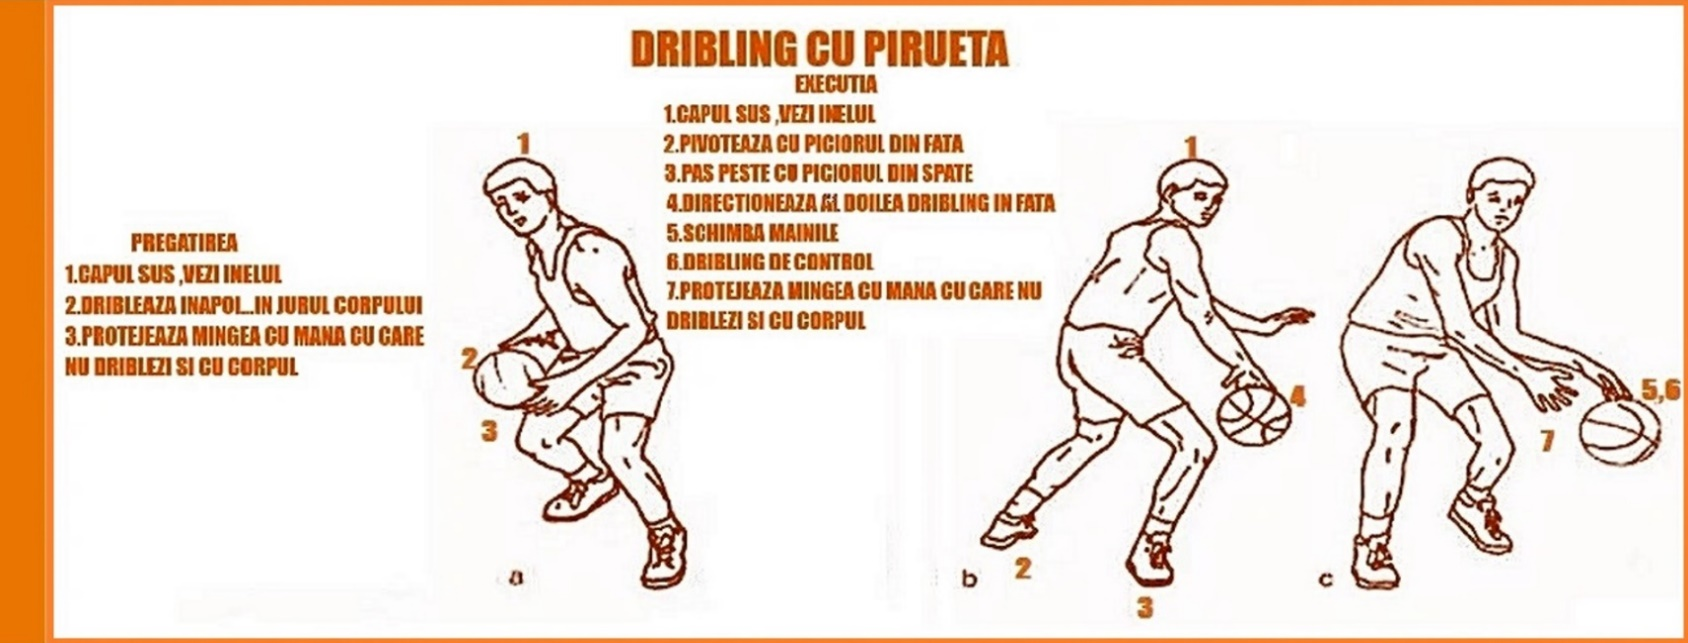 DRIBLING CU PIRUETA
EXECUTIA
1.CAPUL SUS ,VEZI INELUL
2.PIVOTEAZA CU PICIORUL DIN FATA
3.PAS PESTE CU PICIORUL DIN SPATE
4.DIRECTIONEAZA AL DOILEA DRIBLING IN FATA
5.SCHIMBA MAINILE
6.DRIBLING DE CONTROL
7.PROTEJEAZA MINGEA CU MANA CU CARE NU
DRIBLEZI SI CU CORPUL
PREGATIREA
1.CAPUL SUS ,VEZI INELUL
2.DRIBLEAZA INAPOI...IN JURUL CORPULUI
3.PROTEJEAZA MINGEA CU MANA CU CARE
NU DRIBLEZI SI CU CORPUL
1
2
3
a
1
4
2
3
b
5,6
7
c